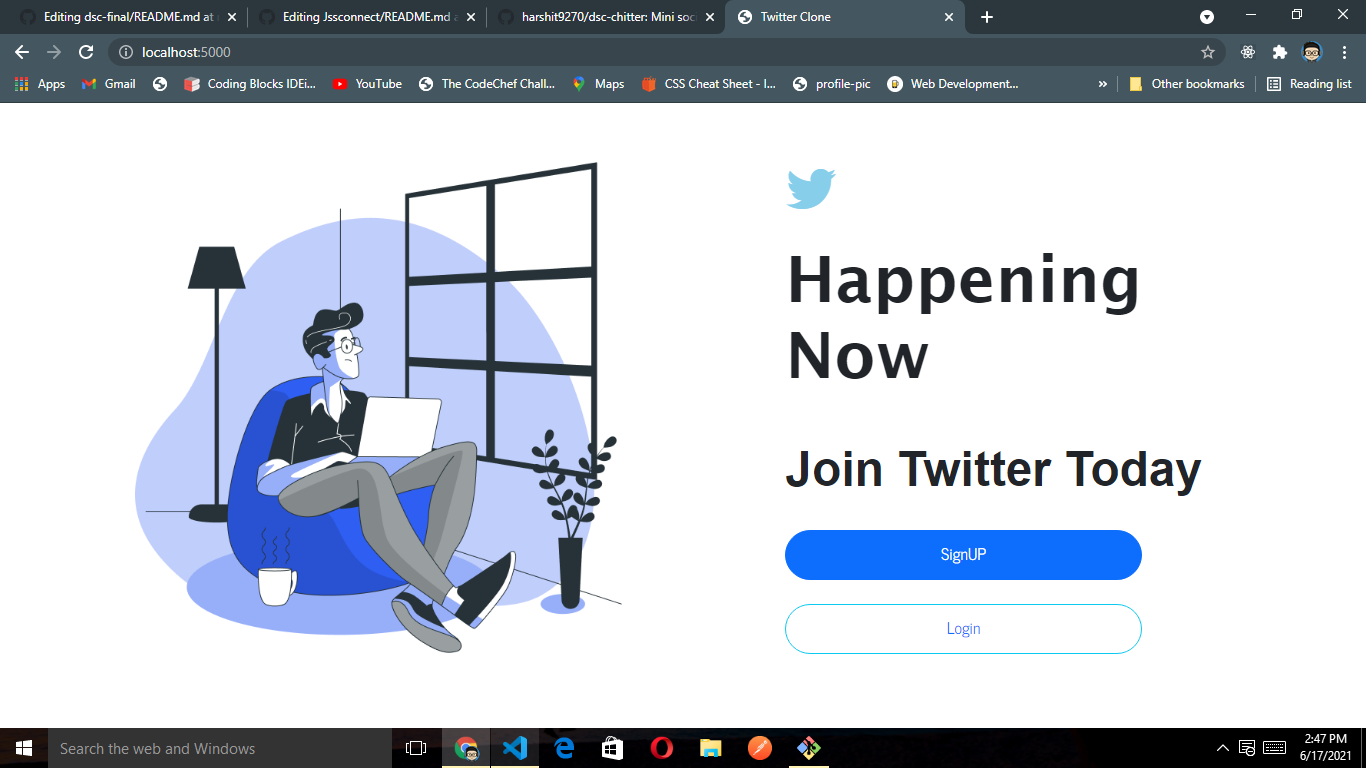 Editing dsc-final/README.md at
Editing Jssconnect/README.md a
harshit9270/dsc-chitter: Mini soci
Twitter Clone
localhost:5000
Apps
Gmail
Coding Blocks IDEi...
YouTube
The CodeChef Chall...
Maps
CSS Cheat Sheet - I...
profile-pic
Web Development...
»
Other bookmarks
Reading list
Happening
Now
Join Twitter Today
SignUP
Login
Search the web and Windows
2:47 PM
6/17/2021